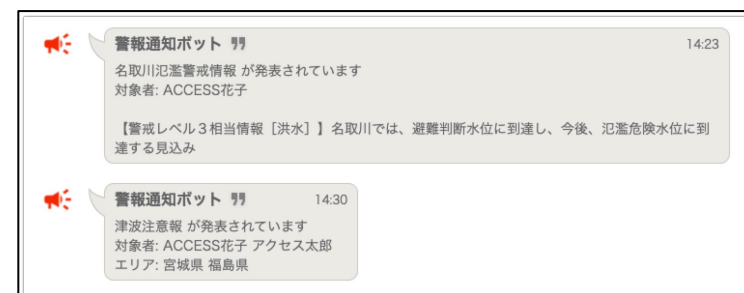 警報通知ボット
14:23
名取川氾濫警戒情報 が発表されています
対象者: ACCESS花子
【警戒レベル3相当情報［洪水］】名取川では、避難判断水位に到達し、今後、氾濫危険水位に到
達する見込み
警報通知ボット
14:30
津波注意報 が発表されています
対象者: ACCESS花子 アクセス太郎
エリア: 宮城県 福島県